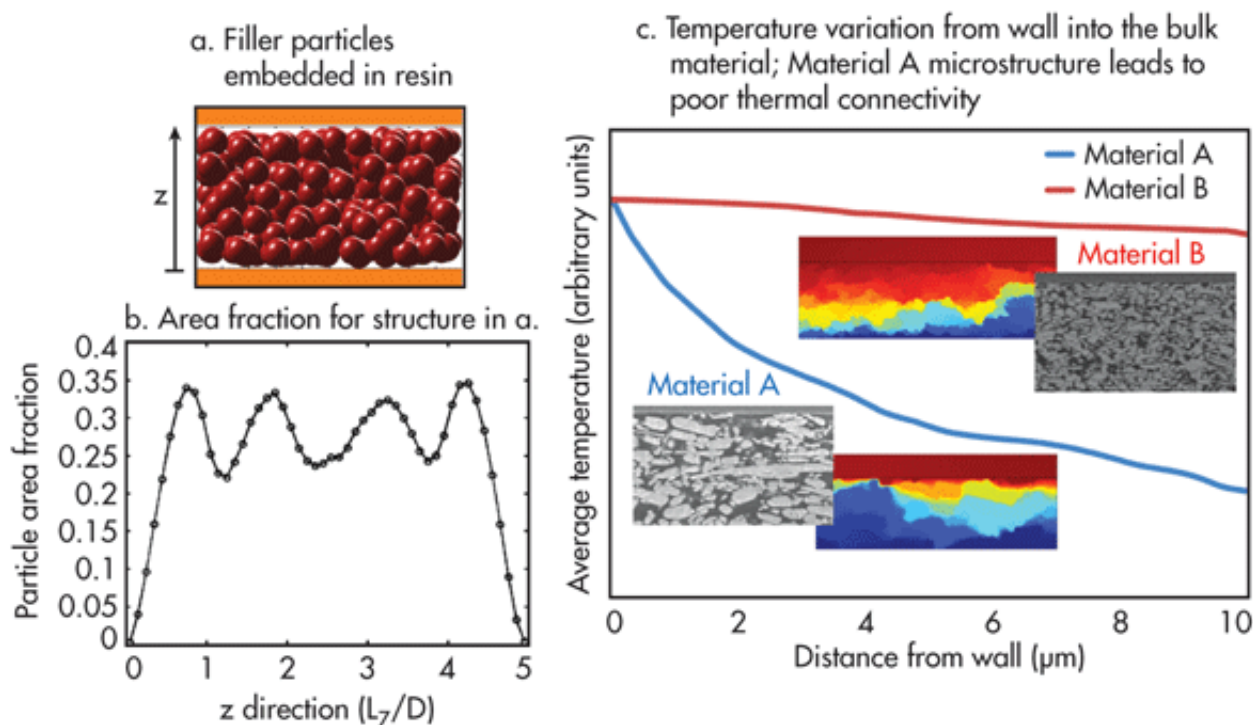 a. Filler particles
embedded in resin
z
b. Area fraction for structure in a.
0.4
0.35
0.3
0.25
0.2
0.15
0.1
0.05
0
Particle area fraction
0 1 2 3 4 5
z direction (L7/D)
c. Temperature variation from wall into the bulk
material; Material A microstructure leads to
poor thermal connectivity
Material A
Material B
Material B
Material A
Average temperature (arbitrary units)
0 2 4 6 8 10
Distance from wall (µm)